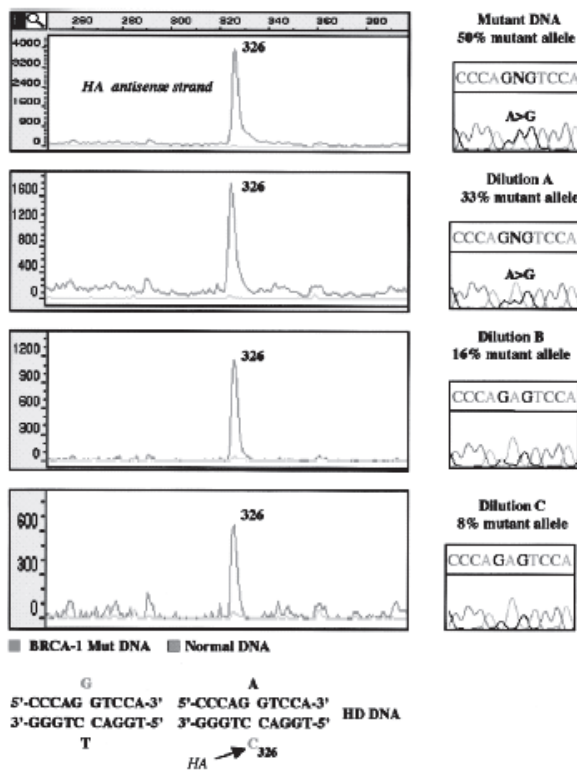 260 280 300 320 340 360 380
4000
3200
2400
1600
900
0
HA antisense strand
326
Mutant DNA
50% mutant allele
CCCAGNGTCCA
A>G
1600
1200
800
400
0
326
Dilution A
33% mutant allele
CCCAGNGTCCA
A>G
1200
900
600
300
0
326
Dilution B
16% mutant allele
CCCAGAGTCCA
600
300
0
326
Dilution C
8% mutant allele
CCCAGAGTCCA
BRCA-1 Mut DNA Normal DNA
G A
5'-CCCAG GTCCA-3' 5'-CCCAG GTCCA-3'
3'-GGGTC CAGGT-5' 3'-GGGTC CAGGT-5' HD DNA
T C326
HA